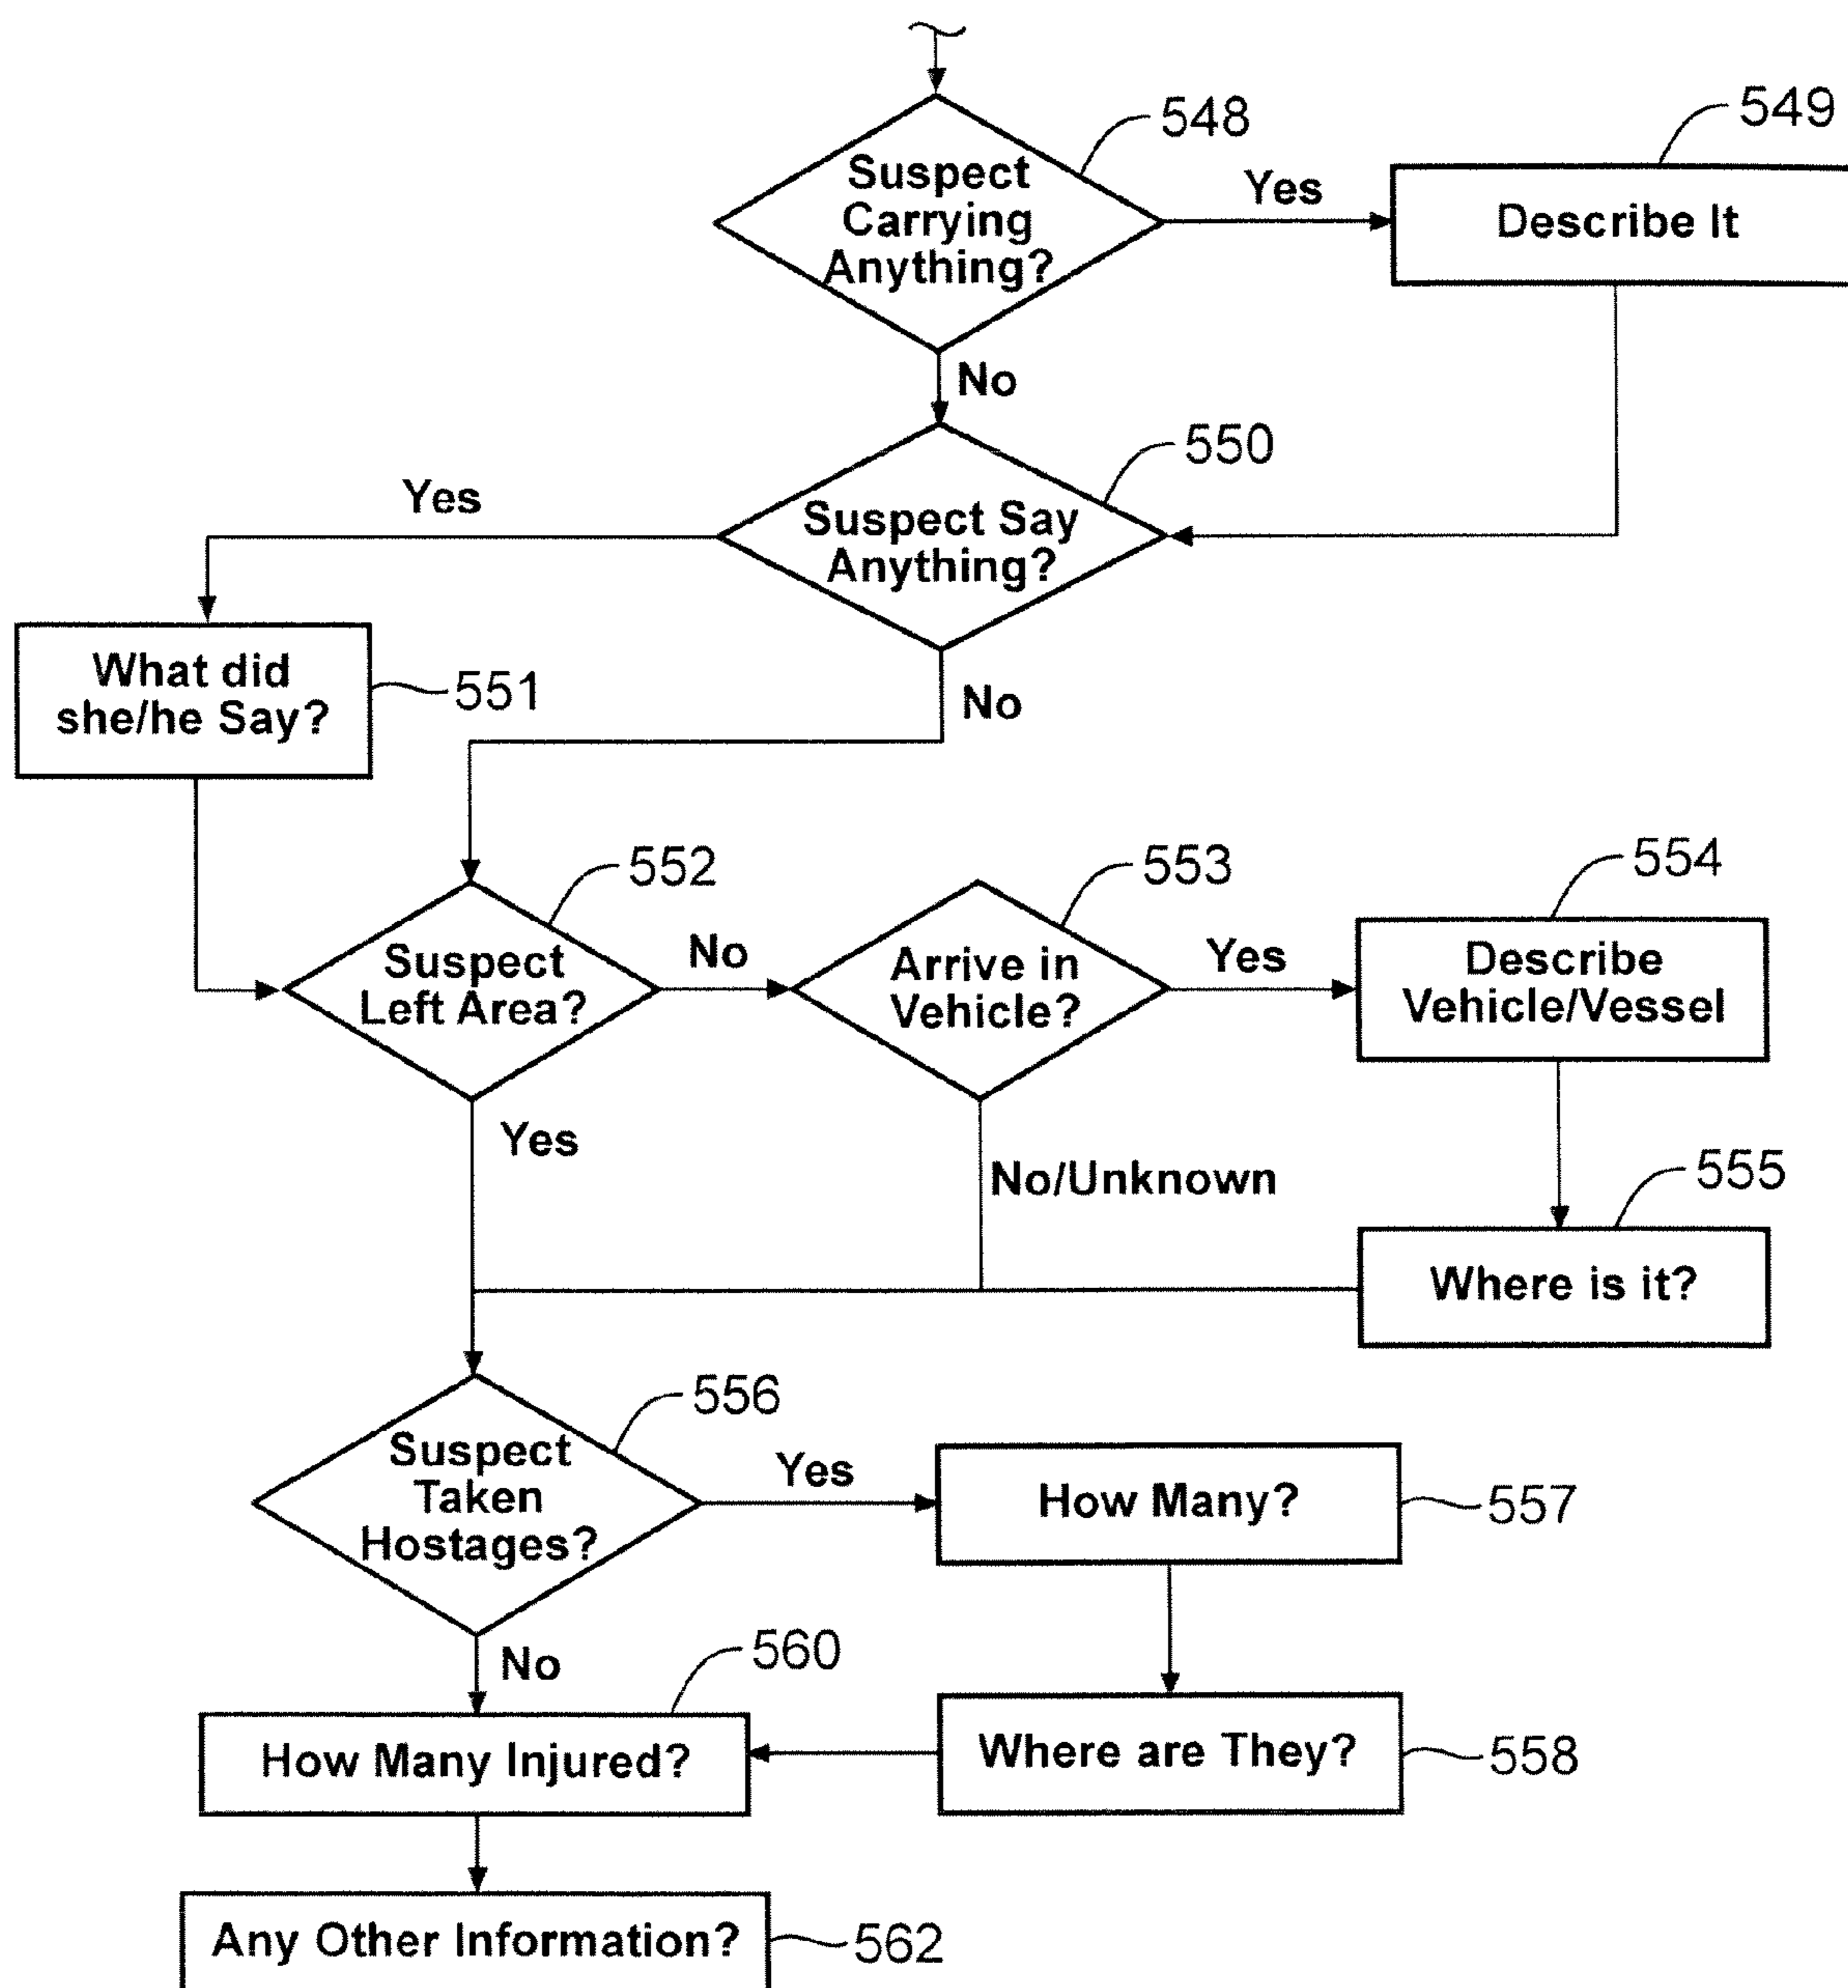 548
549
Suspect
Carrying
Anything?
Yes
Describe It
No
550
Yes
Suspect Say
Anything?
What did
she/he Say?
551
No
552
553
554
Suspect
Left Area?
No
Arrive in
Vehicle?
Yes
Describe
Vehicle/Vessel
Yes
No/Unknown
555
Where is it?
556
Suspect
Taken
Hostages?
Yes
How Many?
557
No
560
How Many Injured?
Where are They?
558
Any Other Information?
562